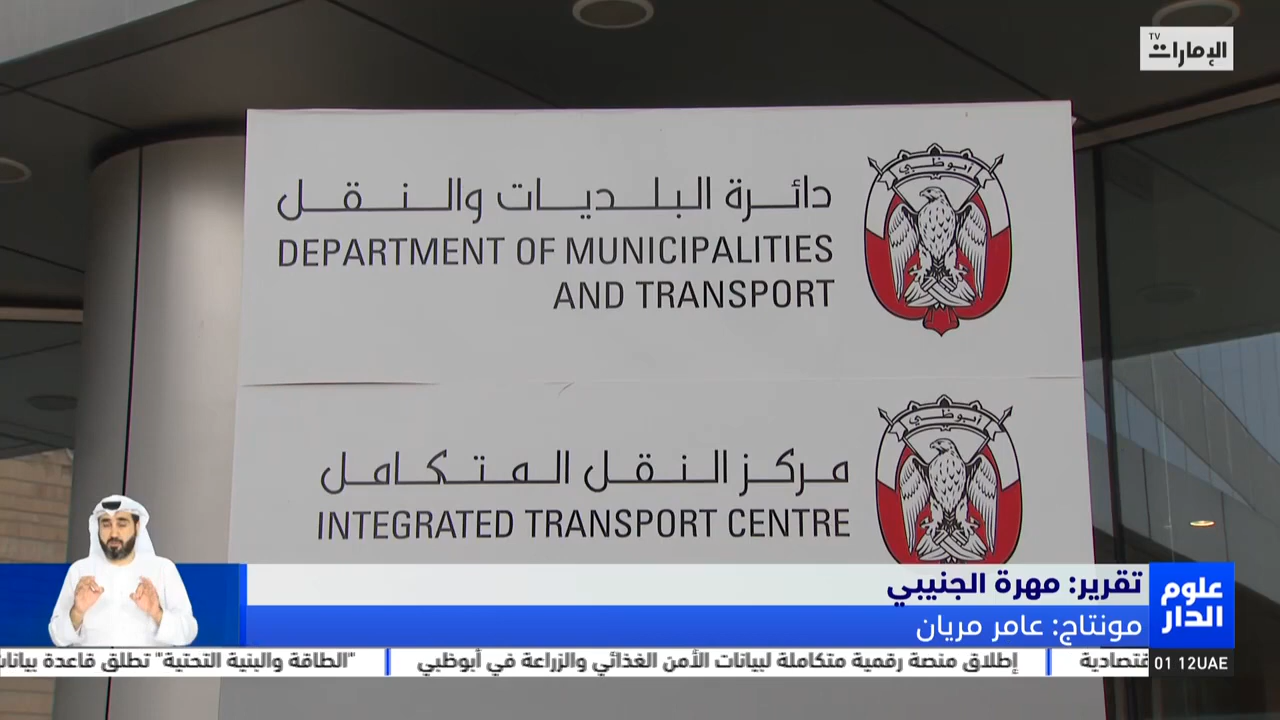 الإمارات
TV
أبوظبي
دائرة البلديات والنقل
DEPARTMENT OF MUNICIPALITIES
AND TRANSPORT
أبوظبي
مركز النقل المتكامل
INTEGRATED TRANSPORT CENTRE
تقرير: مهرة الجنيبي
مونتاج: عامر مريان
علوم
الدار
قتصادية | إطلاق منصة رقمية متكاملة لبيانات الأمن الغذائي والزراعة في أبوظبي | "الطاقة والبنية التحتية" تطلق قاعدة بيانات
01 12UAE